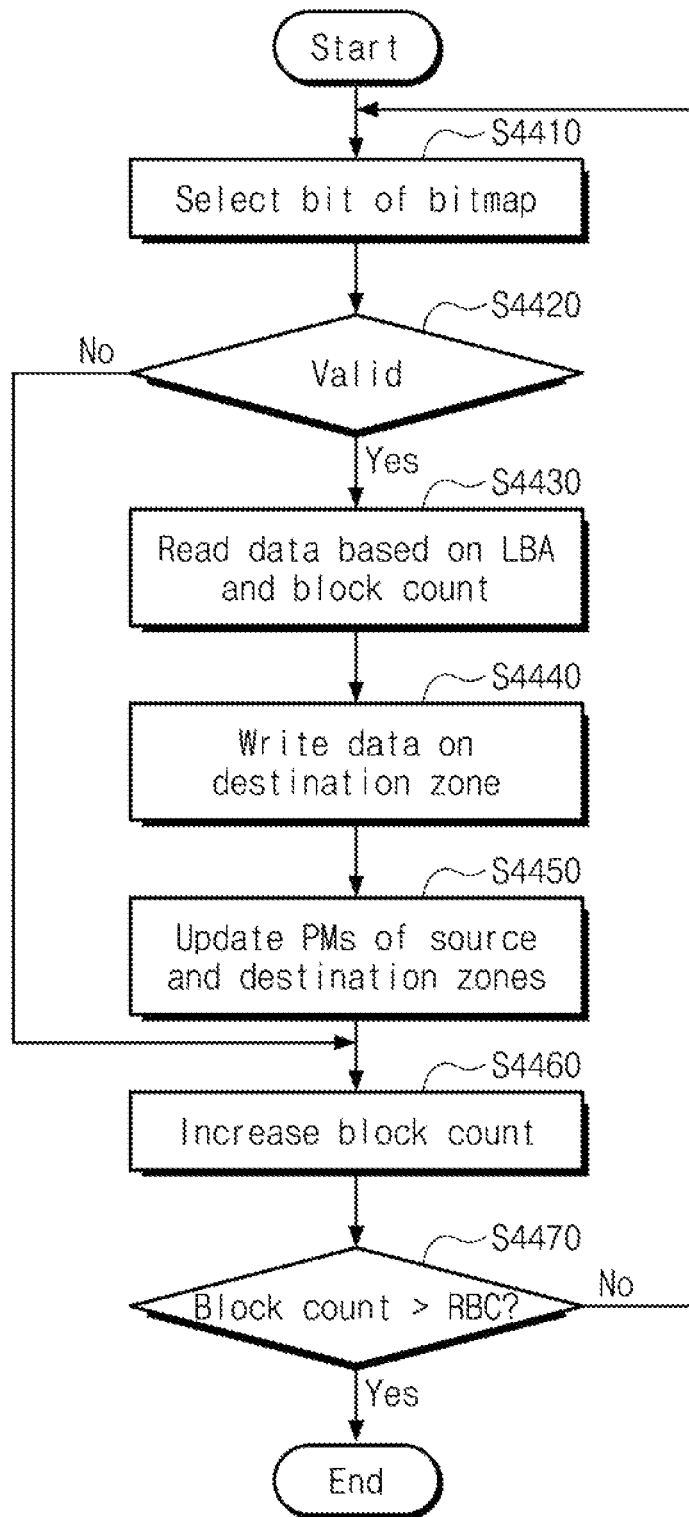 Start
S4410
Select bit of bitmap
S4420
No
Valid
Yes
S4430
Read data based on LBA
and block count
S4440
Write data on
destination zone
S4450
Update PMs of source
and destination zones
S4460
Increase block count
S4470
No
Block count > RBC?
Yes
End